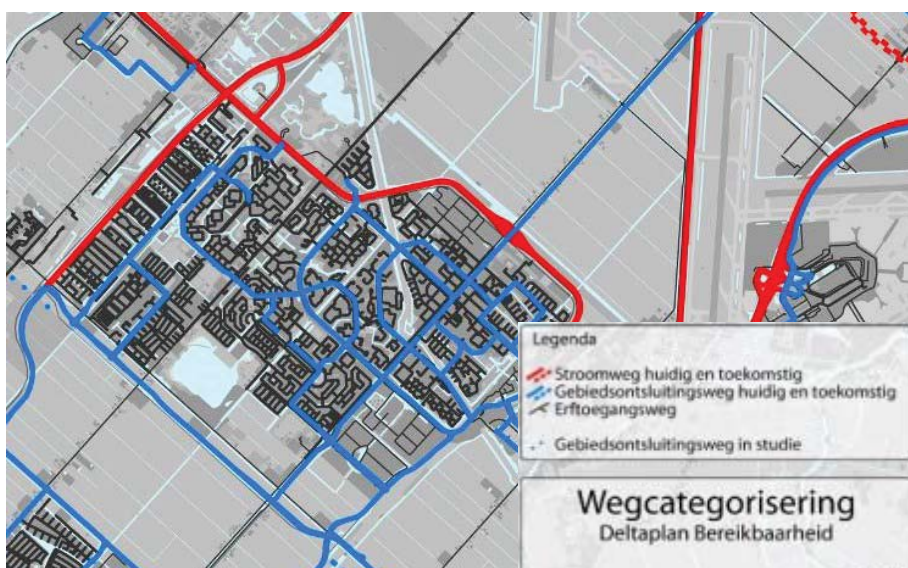 Legenda
Stroomweg huidig en toekomstig
Gebiedsontsluitingsweg huidig en toekomstig
Erftoegangsweg
Gebiedsontsluitingsweg in studie
Wegcategorisering
Deltaplan Bereikbaarheid